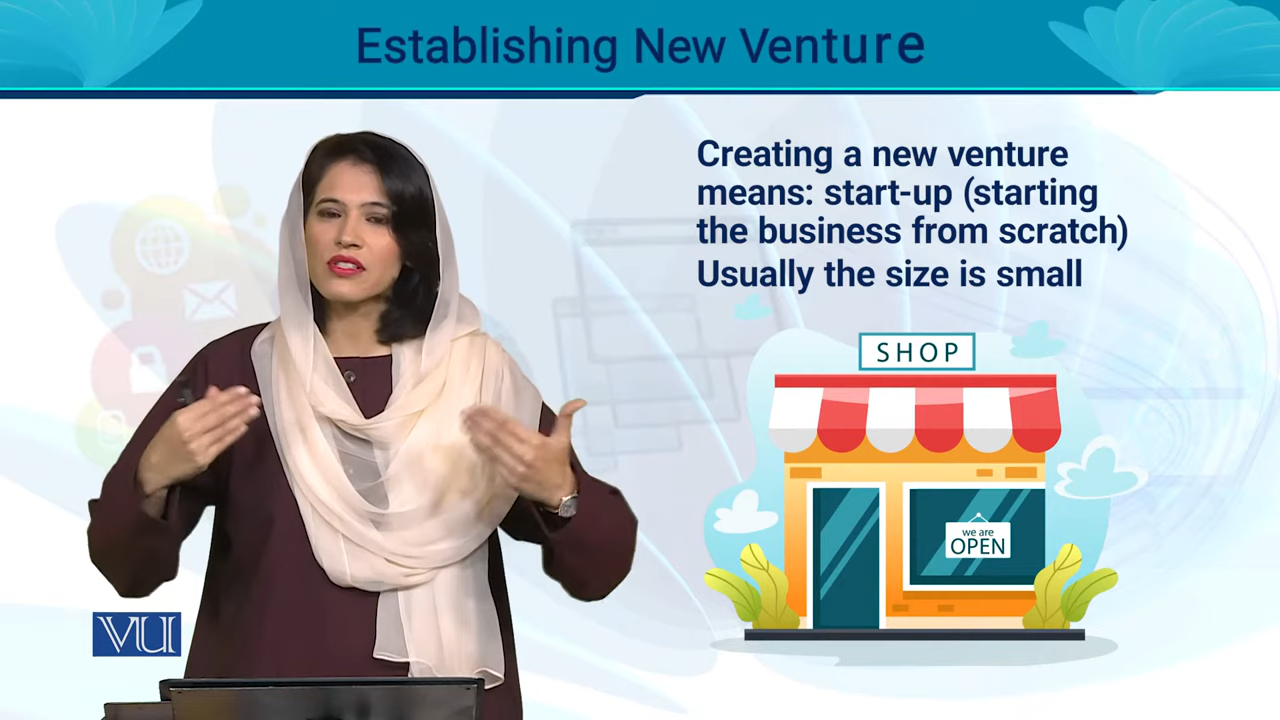 Establishing New Venture
Creating a new venture
means: start-up (starting
the business from scratch)
Usually the size is small
SHOP
we are
OPEN
VU